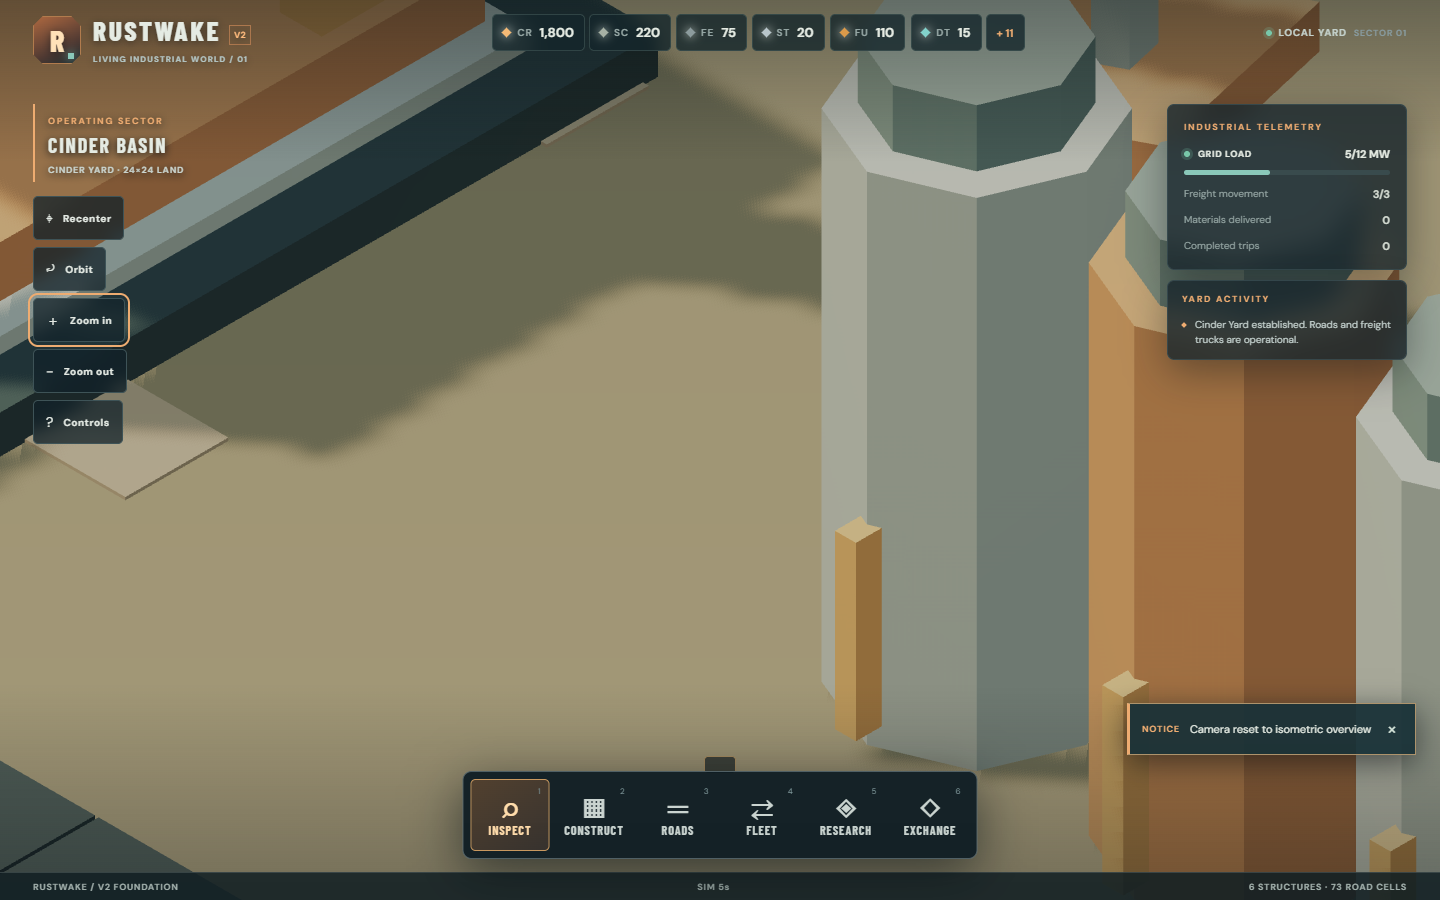 R
RUSTWAKE V2
LIVING INDUSTRIAL WORLD / 01
CR 1,800
SC 220
FE 75
ST 20
FU 110
DT 15
+ 11
LOCAL YARD SECTOR 01
OPERATING SECTOR
CINDER BASIN
CINDER YARD · 24×24 LAND
Recenter
Orbit
+ Zoom in
− Zoom out
? Controls
INDUSTRIAL TELEMETRY
GRID LOAD 5/12 MW
Freight movement 3/3
Materials delivered 0
Completed trips 0
YARD ACTIVITY
Cinder Yard established. Roads and freight
trucks are operational.
NOTICE Camera reset to isometric overview ×
1
INSPECT
2
CONSTRUCT
3
ROADS
4
FLEET
5
RESEARCH
6
EXCHANGE
RUSTWAKE / V2 FOUNDATION
SIM 5s
6 STRUCTURES · 73 ROAD CELLS